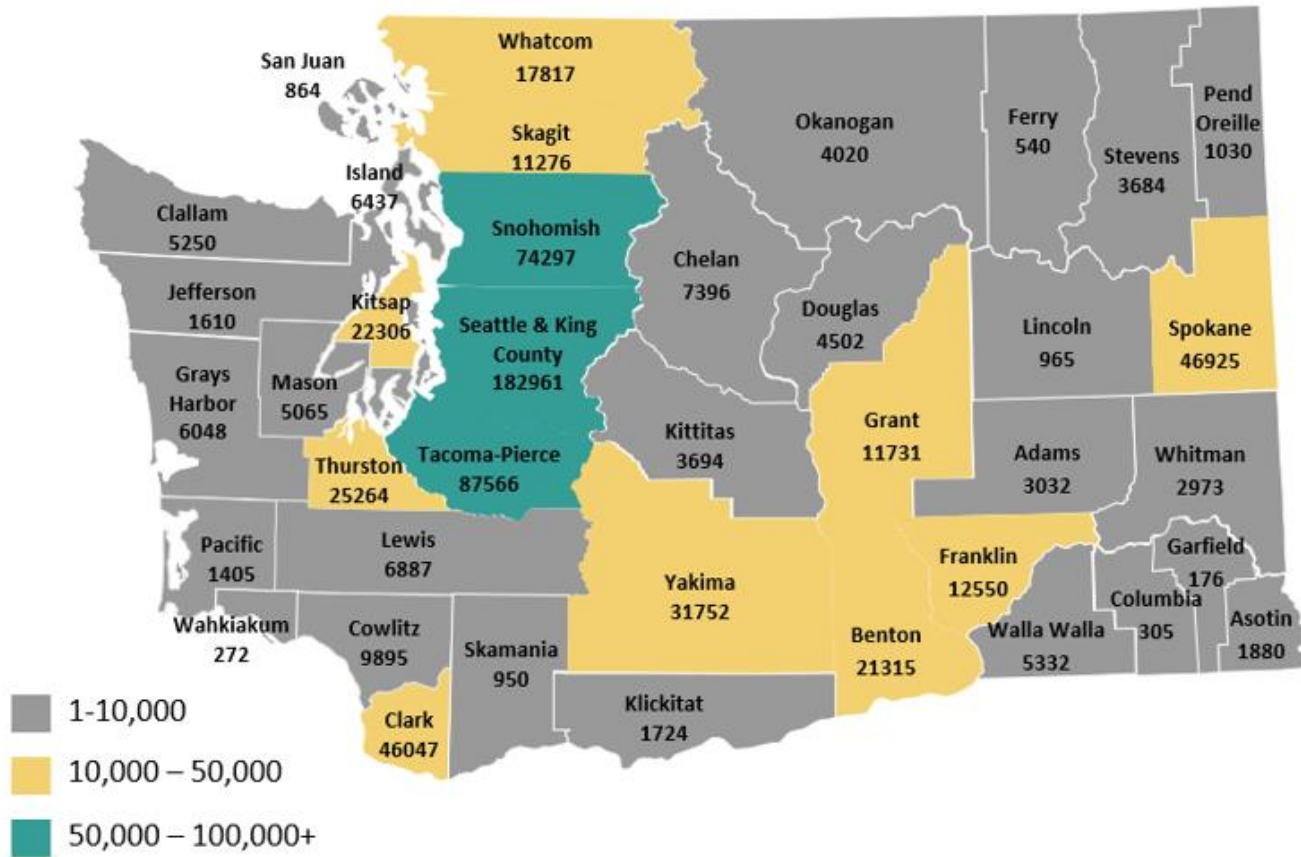 Whatcom
17817
San Juan
864
Skagit
11276
Okanogan
4020
Ferry
540
Stevens
3684
Pend
Oreille
1030
Island
6437
Clallam
5250
Snohomish
74297
Chelan
7396
Jefferson
1610
Kitsap
22306
Douglas
4502
Seattle & King
County
182961
Lincoln
965
Spokane
46925
Grays
Harbor
6048
Mason
5065
Kittitas
3694
Grant
11731
Adams
3032
Whitman
2973
Thurston
25264
Tacoma-Pierce
87566
Pacific
1405
Lewis
6887
Yakima
31752
Franklin
12550
Garfield
176
Columbia
305
Asotin
1880
Wahkiakum
272
Cowlitz
9895
Skamania
950
Benton
21315
Walla Walla
5332
Clark
46047
Klickitat
1724
1-10,000
10,000 – 50,000
50,000 – 100,000+